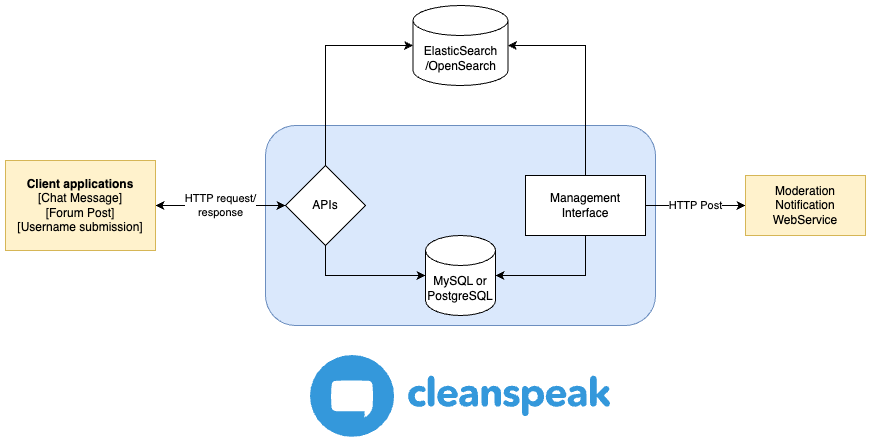 ElasticSearch
/OpenSearch
Client applications
[Chat Message]
[Forum Post]
[Username submission]
HTTP request/
response
APIs
Management
Interface
HTTP Post
Moderation
Notification
WebService
MySQL or
PostgreSQL
cleanspeak